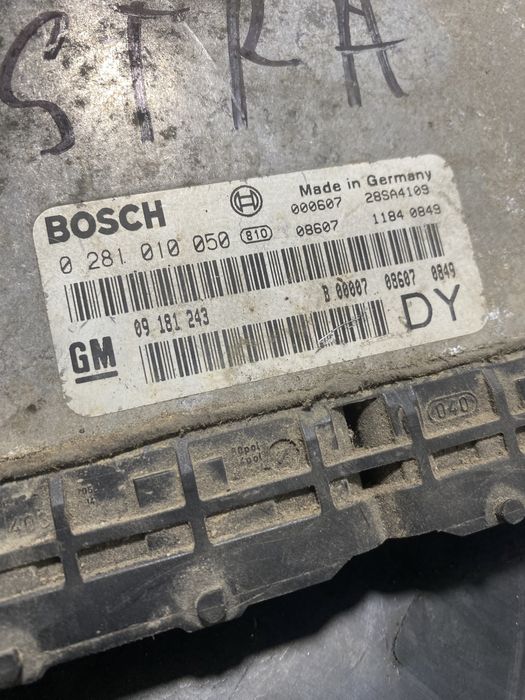 STRA
BOSCH Made in Germany
0 281 010 050 810 000607 28SA4109
08607 1184 0849
09 181 243 B 00007 08607 0849
GM DY
040